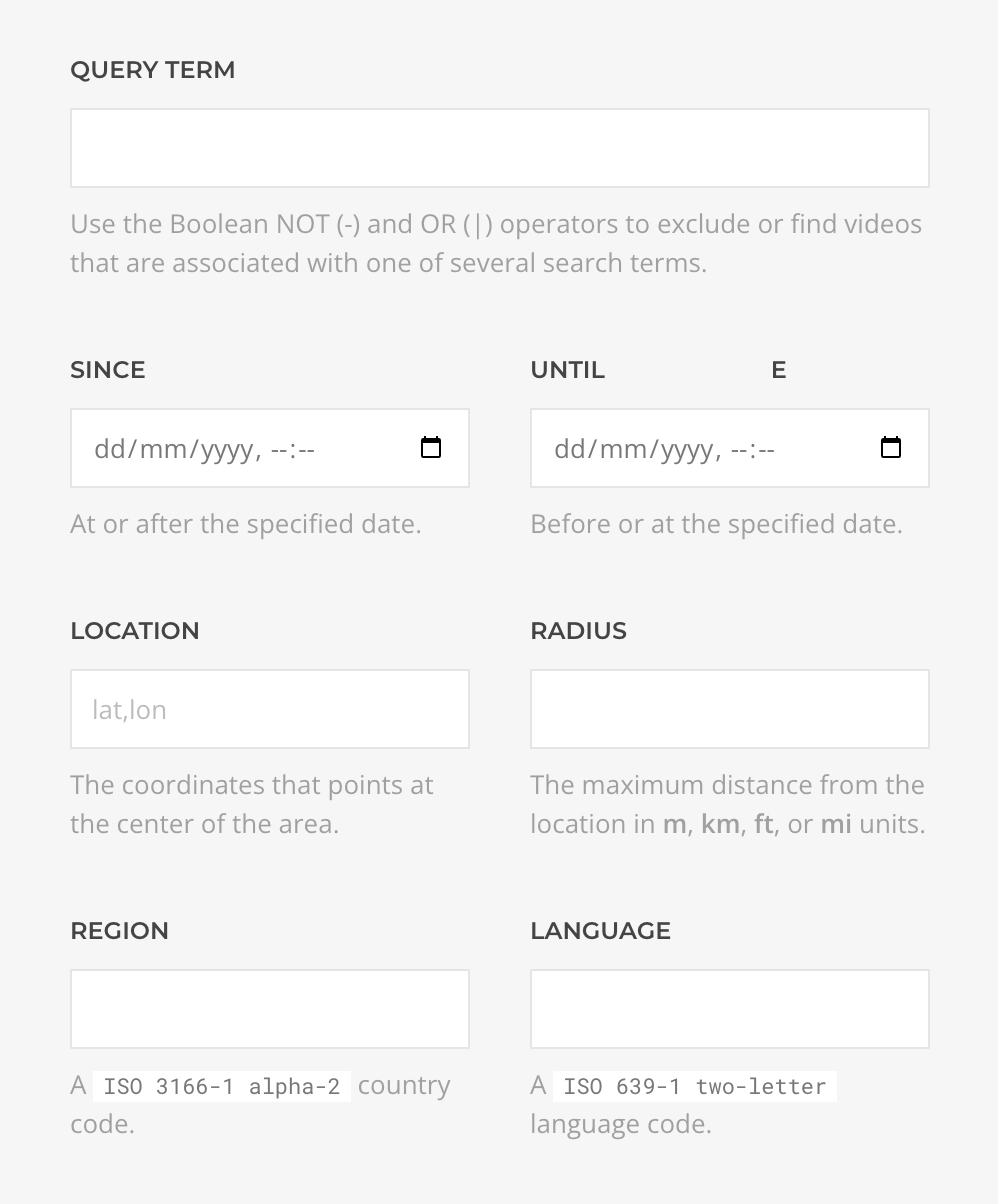 QUERY TERM
Use the Boolean NOT (-) and OR (|) operators to exclude or find videos
that are associated with one of several search terms.
SINCE
UNTIL E
dd/mm/yyyy, --:--
dd/mm/yyyy, --:--
At or after the specified date.
Before or at the specified date.
LOCATION
RADIUS
lat,lon
The coordinates that points at
the center of the area.
The maximum distance from the
location in m, km, ft, or mi units.
REGION
LANGUAGE
A ISO 3166-1 alpha-2 country
code.
A ISO 639-1 two-letter
language code.